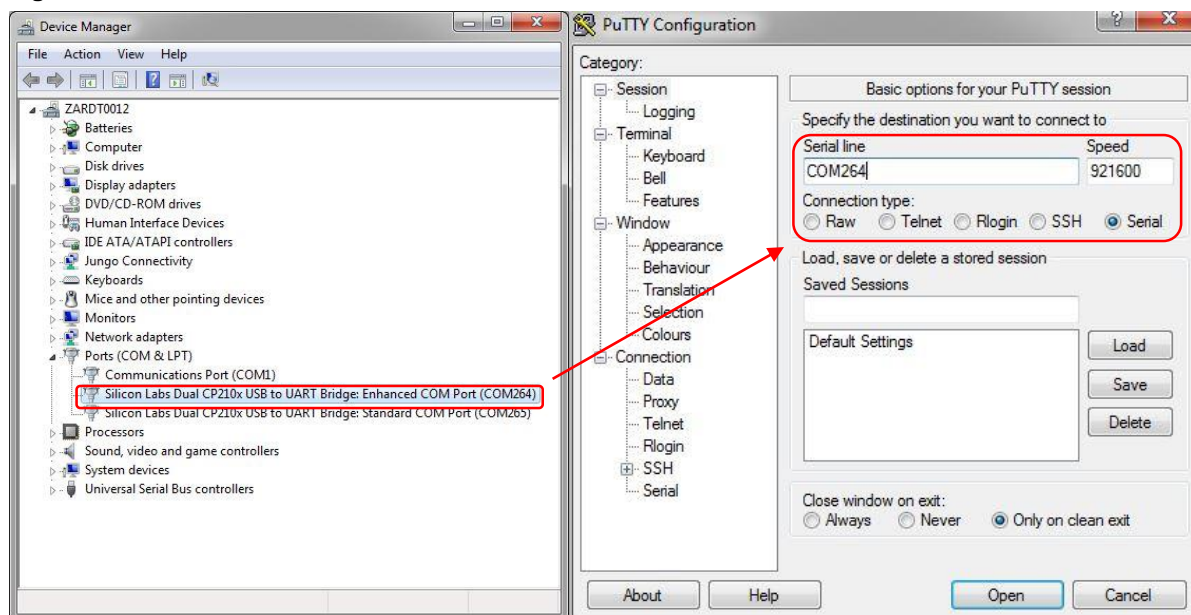 Device Manager
File Action View Help
ZARDT0012
Batteries
Computer
Disk drives
Display adapters
DVD/CD-ROM drives
Human Interface Devices
IDE ATA/ATAPI controllers
Jungo Connectivity
Keyboards
Mice and other pointing devices
Monitors
Network adapters
Ports (COM & LPT)
Communications Port (COM1)
Silicon Labs Dual CP210x USB to UART Bridge: Enhanced COM Port (COM264)
Silicon Labs Dual CP210x USB to UART Bridge: Standard COM Port (COM265)
Processors
Sound, video and game controllers
System devices
Universal Serial Bus controllers
PuTTY Configuration
Category:
Session
Logging
Terminal
Keyboard
Bell
Features
Window
Appearance
Behaviour
Translation
Selection
Colours
Connection
Data
Proxy
Telnet
Rlogin
SSH
Serial
Basic options for your PuTTY session
Specify the destination you want to connect to
Serial line Speed
COM264 921600
Connection type:
Raw Telnet Rlogin SSH Serial
Load, save or delete a stored session
Saved Sessions
Default Settings
Load
Save
Delete
Close window on exit:
Always Never Only on clean exit
About Help Open Cancel